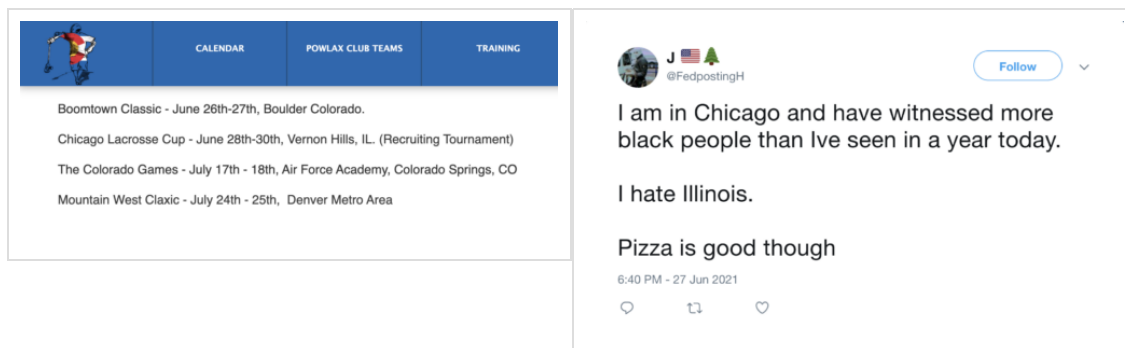 CALENDAR
POWLAX CLUB TEAMS
TRAINING
Boomtown Classic - June 26th-27th, Boulder Colorado.
Chicago Lacrosse Cup - June 28th-30th, Vernon Hills, IL. (Recruiting Tournament)
The Colorado Games - July 17th - 18th, Air Force Academy, Colorado Springs, CO
Mountain West Claxic - July 24th - 25th, Denver Metro Area
J 🇺🇸🌲
@FedpostingH
Follow
I am in Chicago and have witnessed more
black people than Ive seen in a year today.
I hate Illinois.
Pizza is good though
6:40 PM - 27 Jun 2021